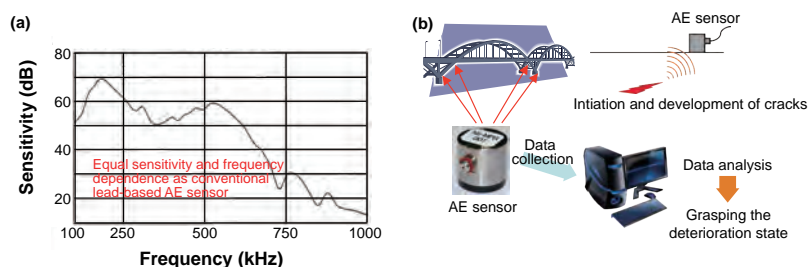 (a)
80
60
40
20
Sensitivity (dB)
Equal sensitivity and frequency
dependence as conventional
lead-based AE sensor
100
250
500
750
1000
Frequency (kHz)
(b)
AE sensor
Intiation and development of cracks
Data
collection
AE sensor
Data analysis
Grasping the
deterioration state